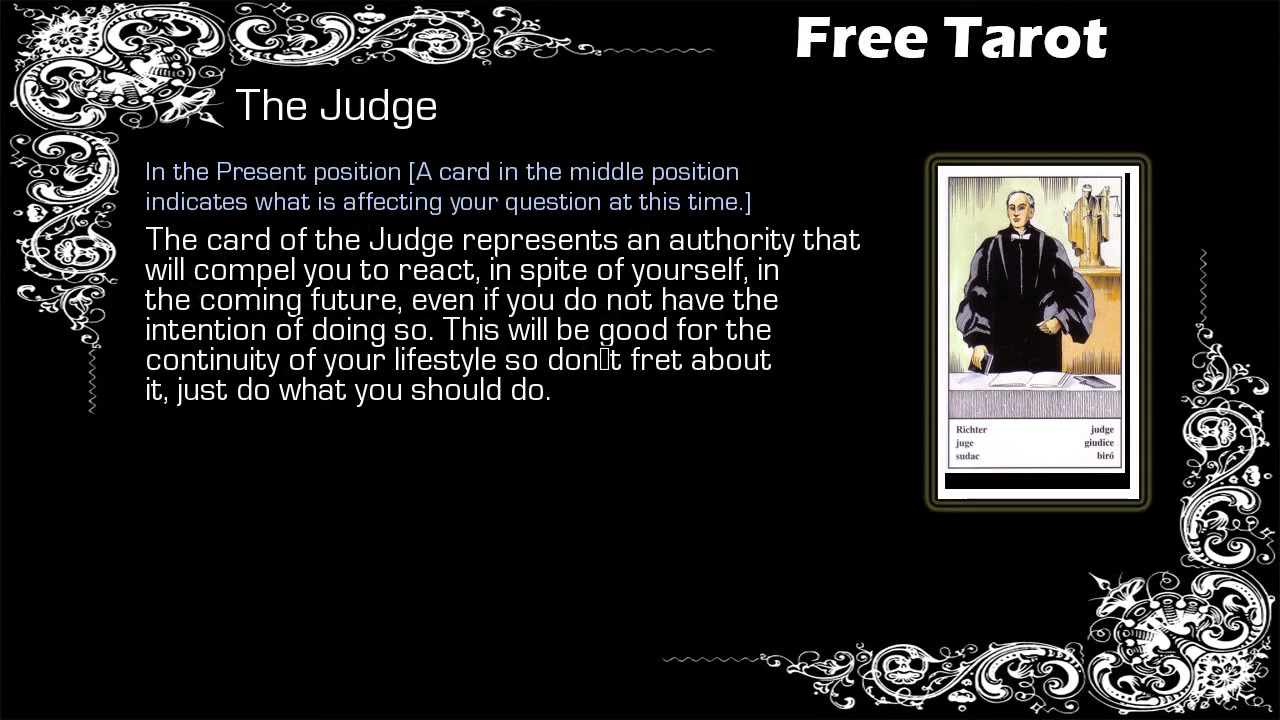 Free Tarot
The Judge
In the Present position [A card in the middle position
indicates what is affecting your question at this time.]
The card of the Judge represents an authority that
will compel you to react, in spite of yourself, in
the coming future, even if you do not have the
intention of doing so. This will be good for the
continuity of your lifestyle so don▯t fret about
it, just do what you should do.
Richter judge
juge giudice
sudac biró